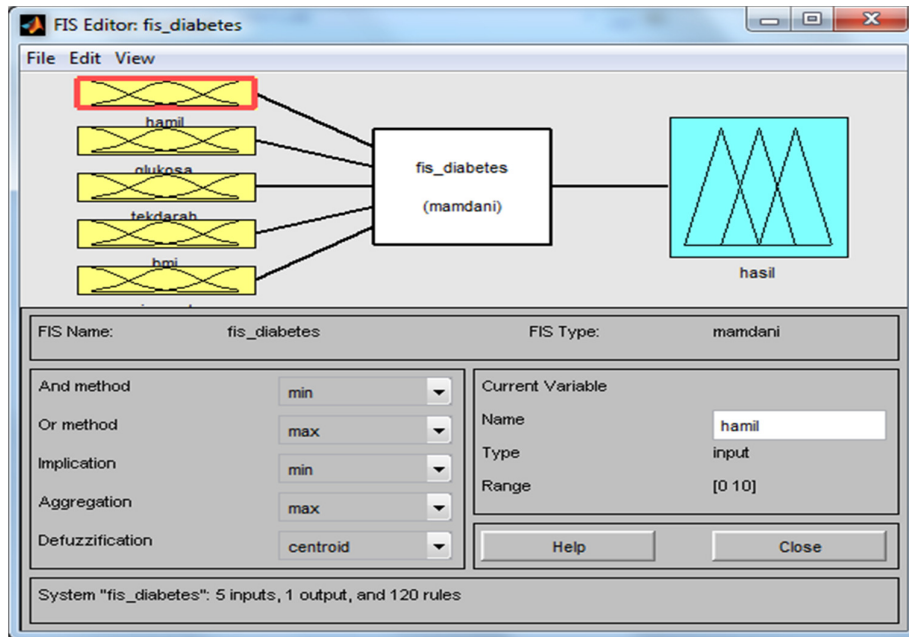 FIS Editor: fis_diabetes
File Edit View
hamil
glukosa
tekdarah
bmi
fis_diabetes
(mamdani)
hasil
FIS Name: fis_diabetes FIS Type: mamdani
And method min
Or method max
Implication min
Aggregation max
Defuzzification centroid
Current Variable
Name hamil
Type input
Range [0 10]
Help Close
System "fis_diabetes": 5 inputs, 1 output, and 120 rules